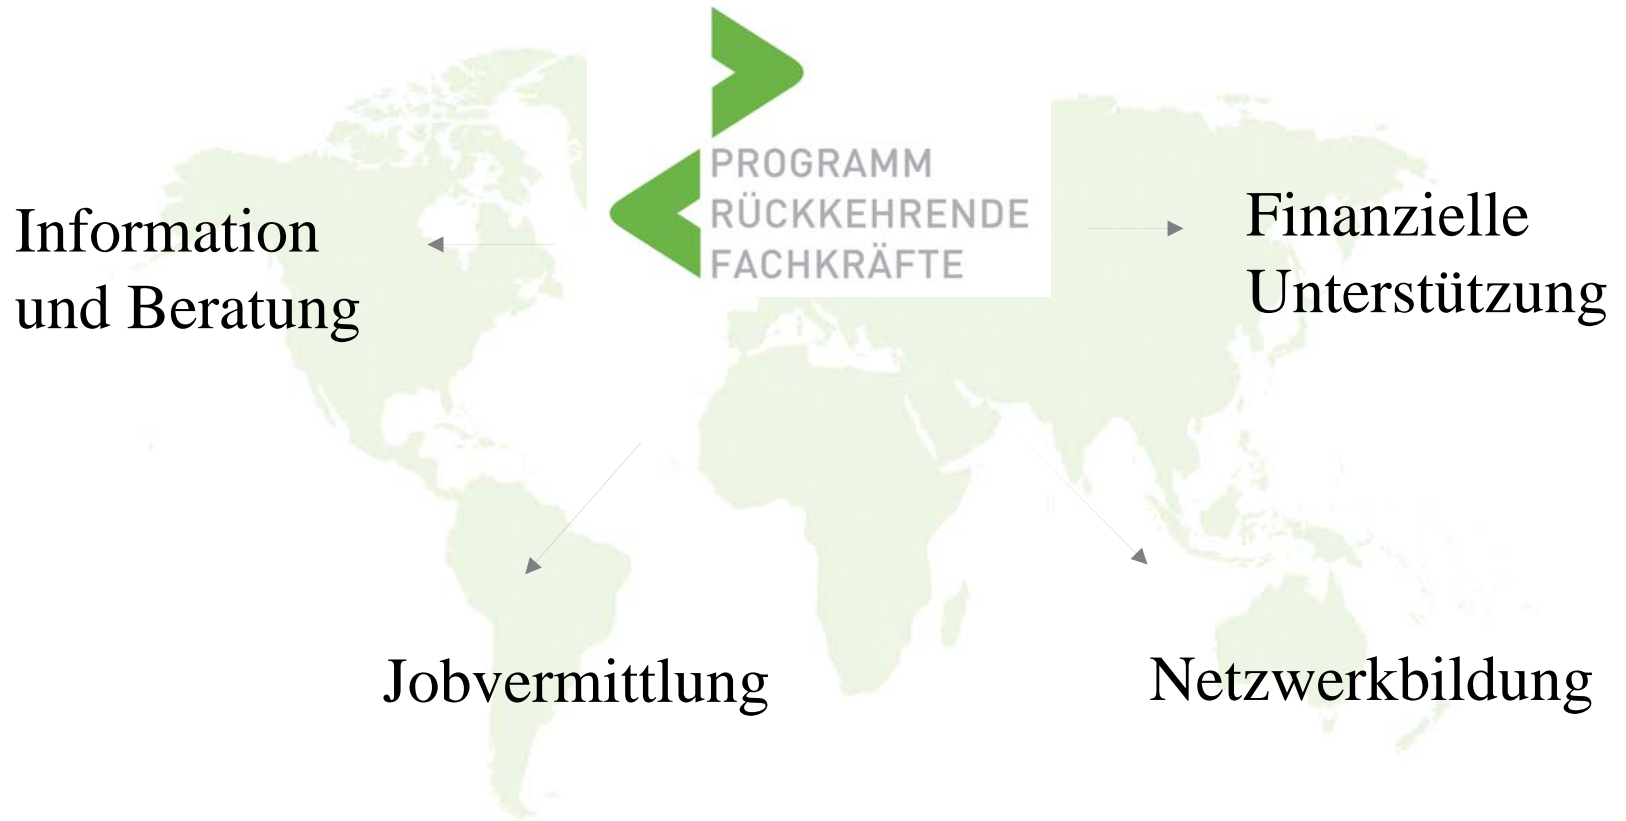 PROGRAMM
RÜCKKEHRENDE
FACHKRÄFTE
Information
und Beratung
Finanzielle
Unterstützung
Jobvermittlung
Netzwerkbildung